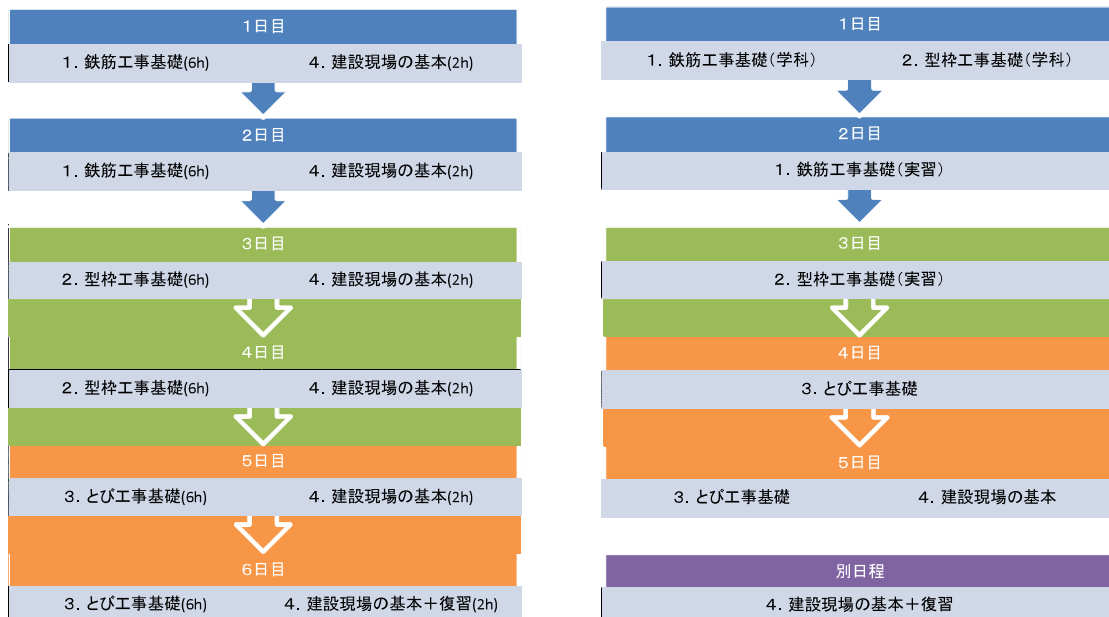 1日目
1. 鉄筋工事基礎(6h) 4. 建設現場の基本(2h)
2日目
1. 鉄筋工事基礎(6h) 4. 建設現場の基本(2h)
3日目
2. 型枠工事基礎(6h) 4. 建設現場の基本(2h)
4日目
2. 型枠工事基礎(6h) 4. 建設現場の基本(2h)
5日目
3. とび工事基礎(6h) 4. 建設現場の基本(2h)
6日目
3. とび工事基礎(6h) 4. 建設現場の基本+復習(2h)
1日目
1. 鉄筋工事基礎(学科) 2. 型枠工事基礎(学科)
2日目
1. 鉄筋工事基礎(実習)
3日目
2. 型枠工事基礎(実習)
4日目
3. とび工事基礎
5日目
3. とび工事基礎 4. 建設現場の基本
別日程
4. 建設現場の基本+復習